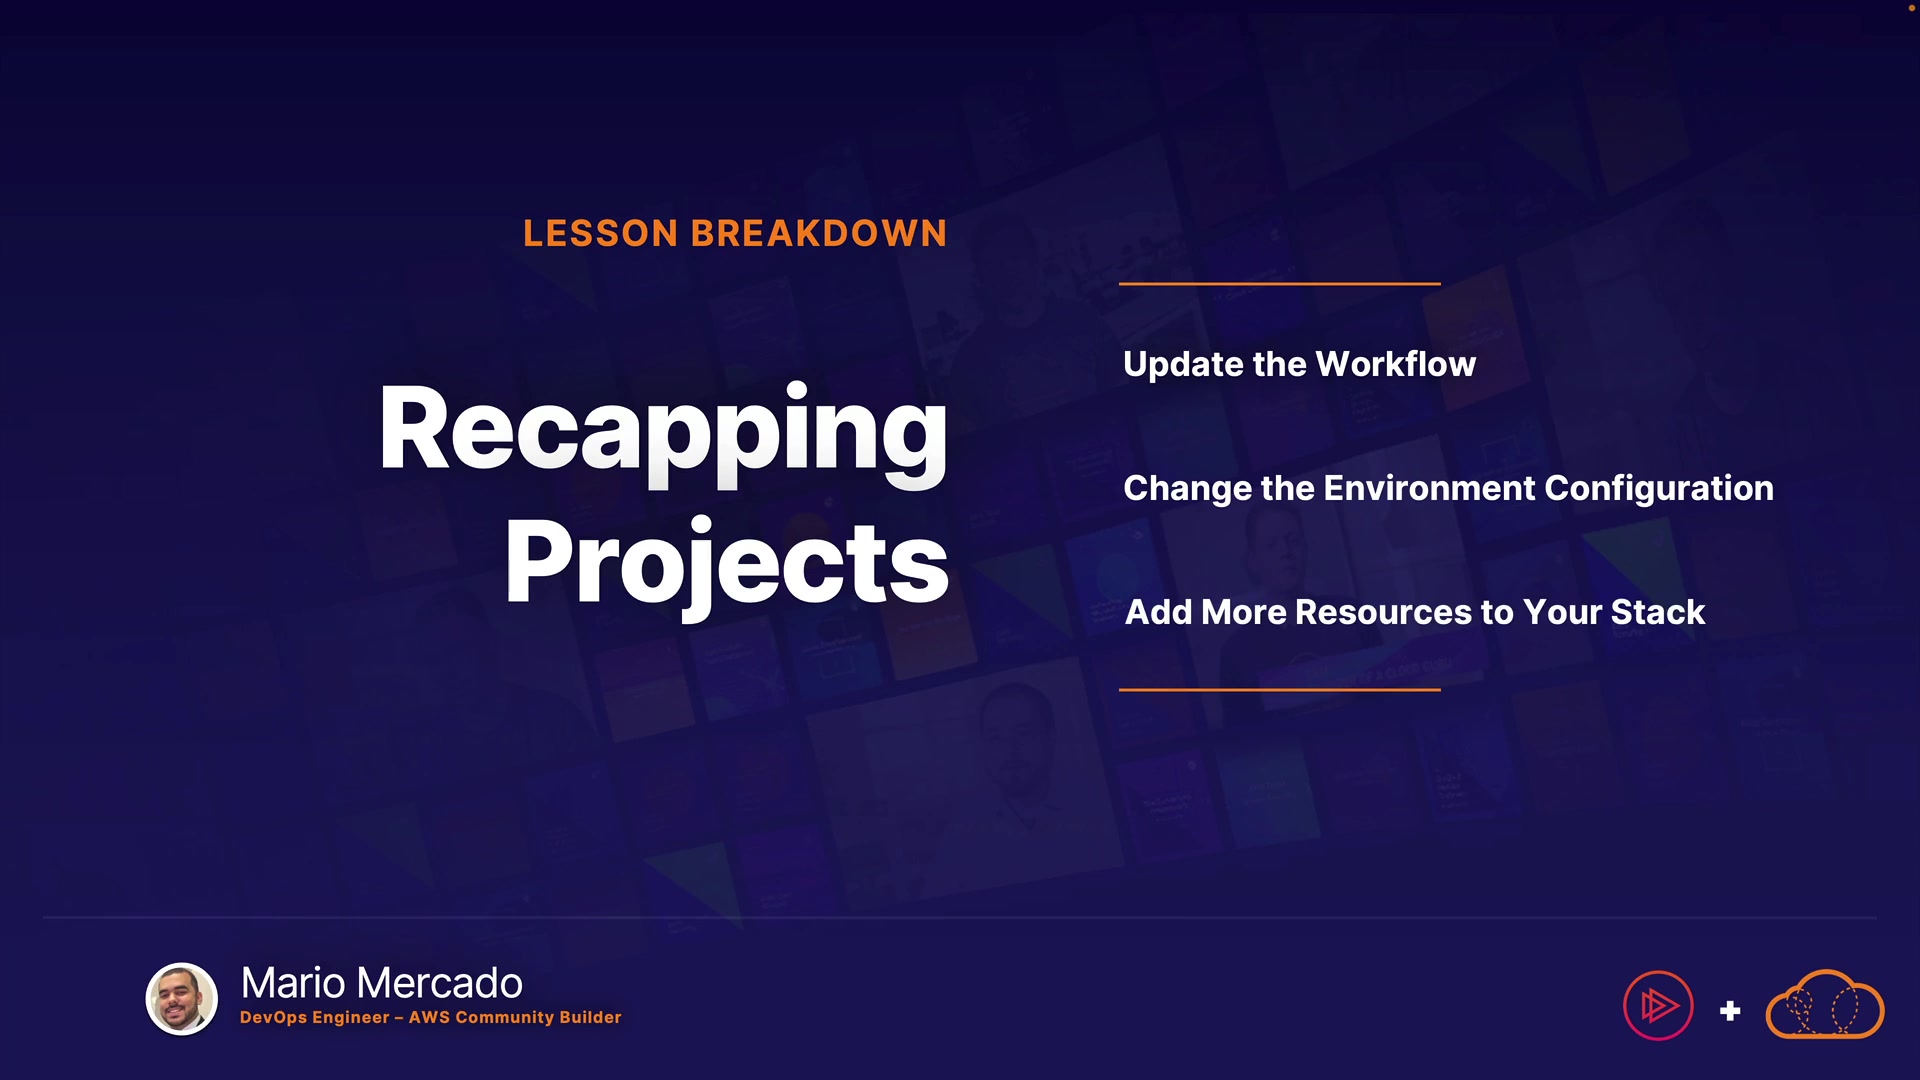 LESSON BREAKDOWN
Recapping
Projects
Update the Workflow
Change the Environment Configuration
Add More Resources to Your Stack
Mario Mercado
DevOps Engineer – AWS Community Builder